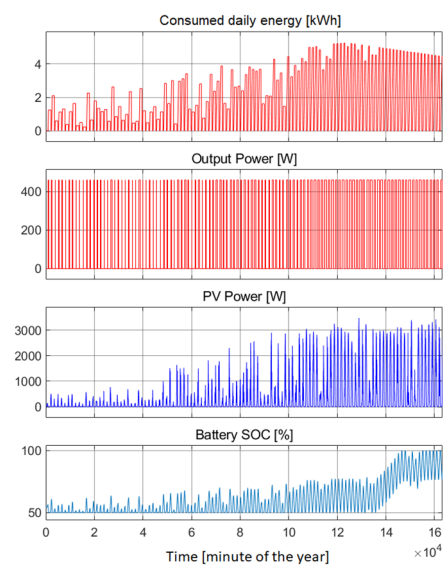 Consumed daily energy [kWh]
4
2
0
Output Power [W]
400
200
0
PV Power [W]
3000
2000
1000
0
Battery SOC [%]
100
50
0 2 4 6 8 10 12 14 16
×10⁴
Time [minute of the year]